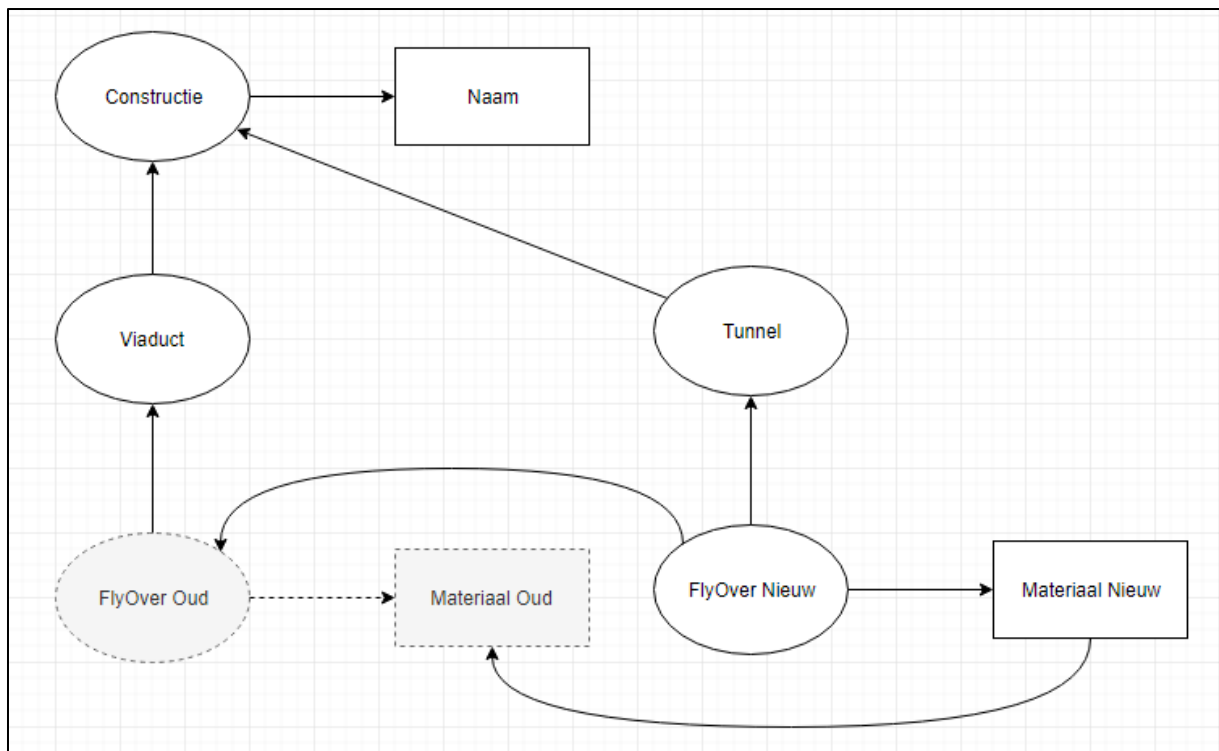 Constructie
Naam
Viaduct
Tunnel
FlyOver Oud
Materiaal Oud
FlyOver Nieuw
Materiaal Nieuw